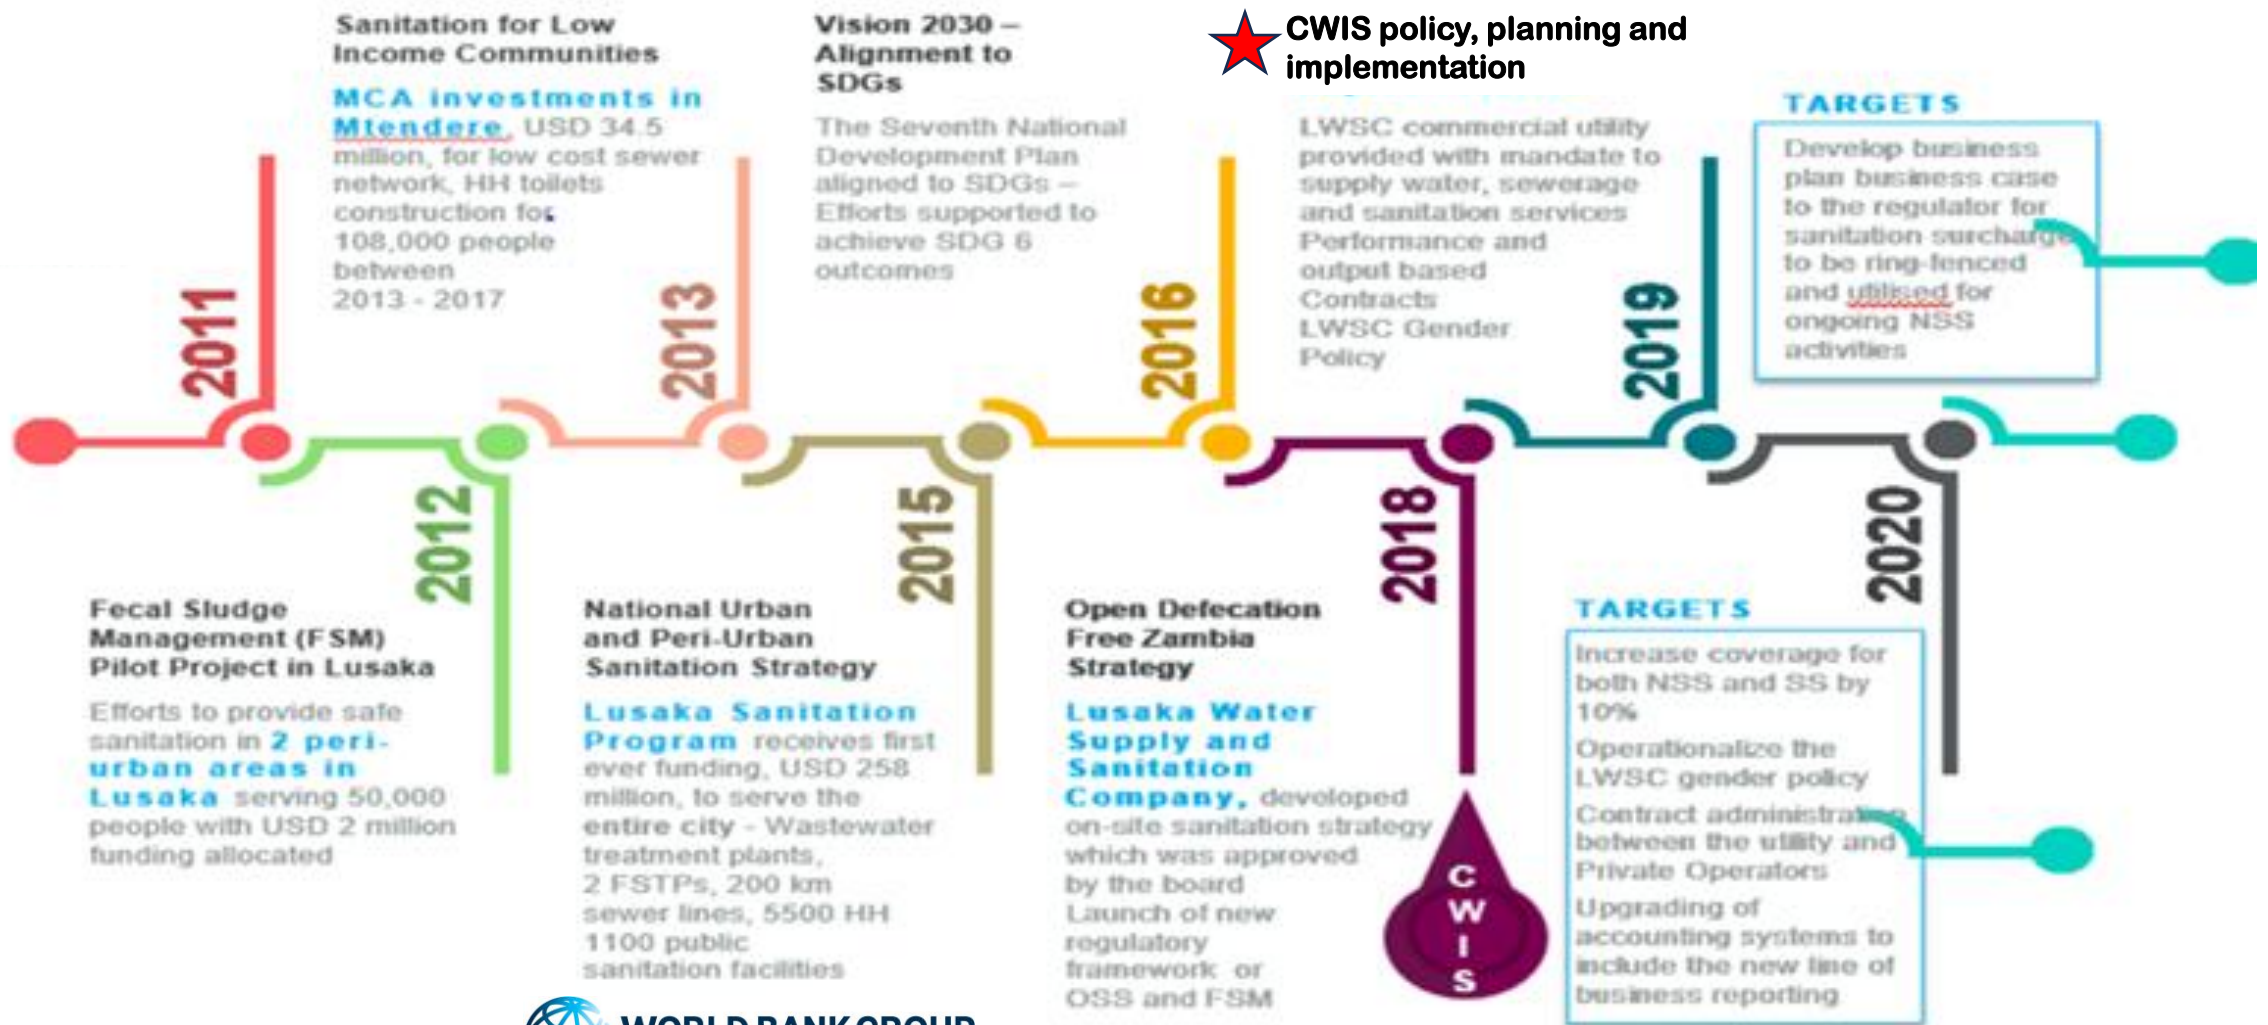 Sanitation for Low
Income Communities
MCA investments in
Mtendere, USD 34.5
million, for low cost sewer
network, HH toilets
construction for
108,000 people
between
2013 - 2017
Vision 2030 –
Alignment to
SDGs
The Seventh National
Development Plan
aligned to SDGs –
Efforts supported to
achieve SDG 6
outcomes
CWIS policy, planning and
implementation
LWSC commercial utility
provided with mandate to
supply water, sewerage
and sanitation services
Performance and
output based
Contracts
LWSC Gender
Policy
TARGETS
Develop business
plan business case
to the regulator for
sanitation surcharge
to be ring-fenced
and utilised for
ongoing NSS
activities
2011
2013
2016
2019
2012
2015
2018
2020
Fecal Sludge
Management (FSM)
Pilot Project in Lusaka
Efforts to provide safe
sanitation in 2 peri-
urban areas in
Lusaka serving 50,000
people with USD 2 million
funding allocated
National Urban
and Peri-Urban
Sanitation Strategy
Lusaka Sanitation
Program receives first
ever funding, USD 258
million, to serve the
entire city - Wastewater
treatment plants,
2 FSTPs, 200 km
sewer lines, 5500 HH
1100 public
sanitation facilities
Open Defecation
Free Zambia
Strategy
Lusaka Water
Supply and
Sanitation
Company, developed
on-site sanitation strategy
which was approved
by the board
Launch of new
regulatory
framework or
OSS and FSM
C
W
I
S
TARGETS
Increase coverage for
both NSS and SS by
10%
Operationalize the
LWSC gender policy
Contract administration
between the utility and
Private Operators
Upgrading of
accounting systems to
include the new line of
business reporting
WORLD BANK GROUP